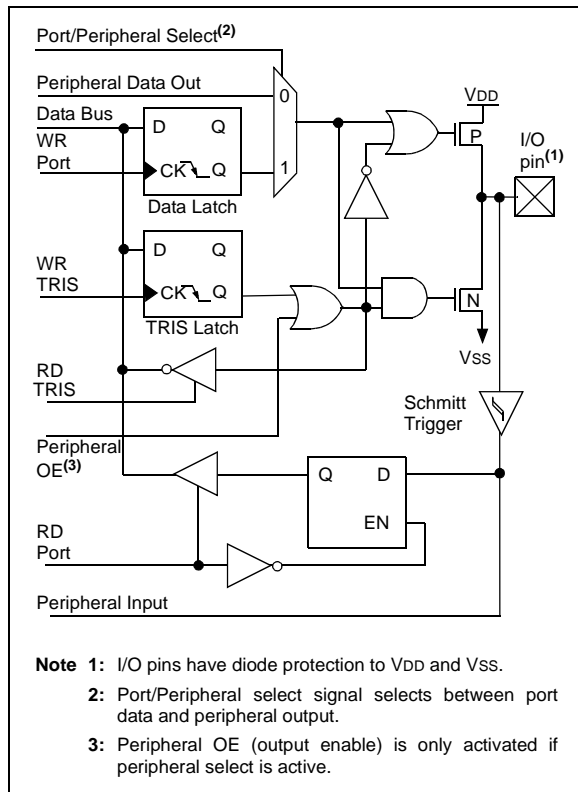 Port/Peripheral Select(2)
Peripheral Data Out
Data Bus
WR
Port
D Q
CK Q
Data Latch
0
1
VDD
P
I/O
pin(1)
WR
TRIS
D Q
CK Q
TRIS Latch
N
VSS
RD
TRIS
Schmitt
Trigger
Peripheral
OE(3)
Q D
EN
RD
Port
Peripheral Input
Note 1: I/O pins have diode protection to VDD and VSS.
2: Port/Peripheral select signal selects between port
data and peripheral output.
3: Peripheral OE (output enable) is only activated if
peripheral select is active.